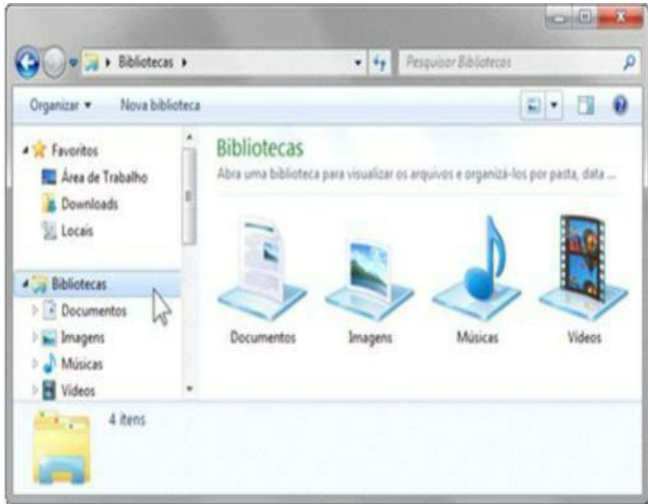 Bibliotecas
Pesquisar Bibliotecas
Organizar
Nova biblioteca
Favoritos
Área de Trabalho
Downloads
Locais
Bibliotecas
Documentos
Imagens
Músicas
Vídeos
Bibliotecas
Abra uma biblioteca para visualizar os arquivos e organizá-los por pasta, data ...
Documentos
Imagens
Músicas
Vídeos
4 itens